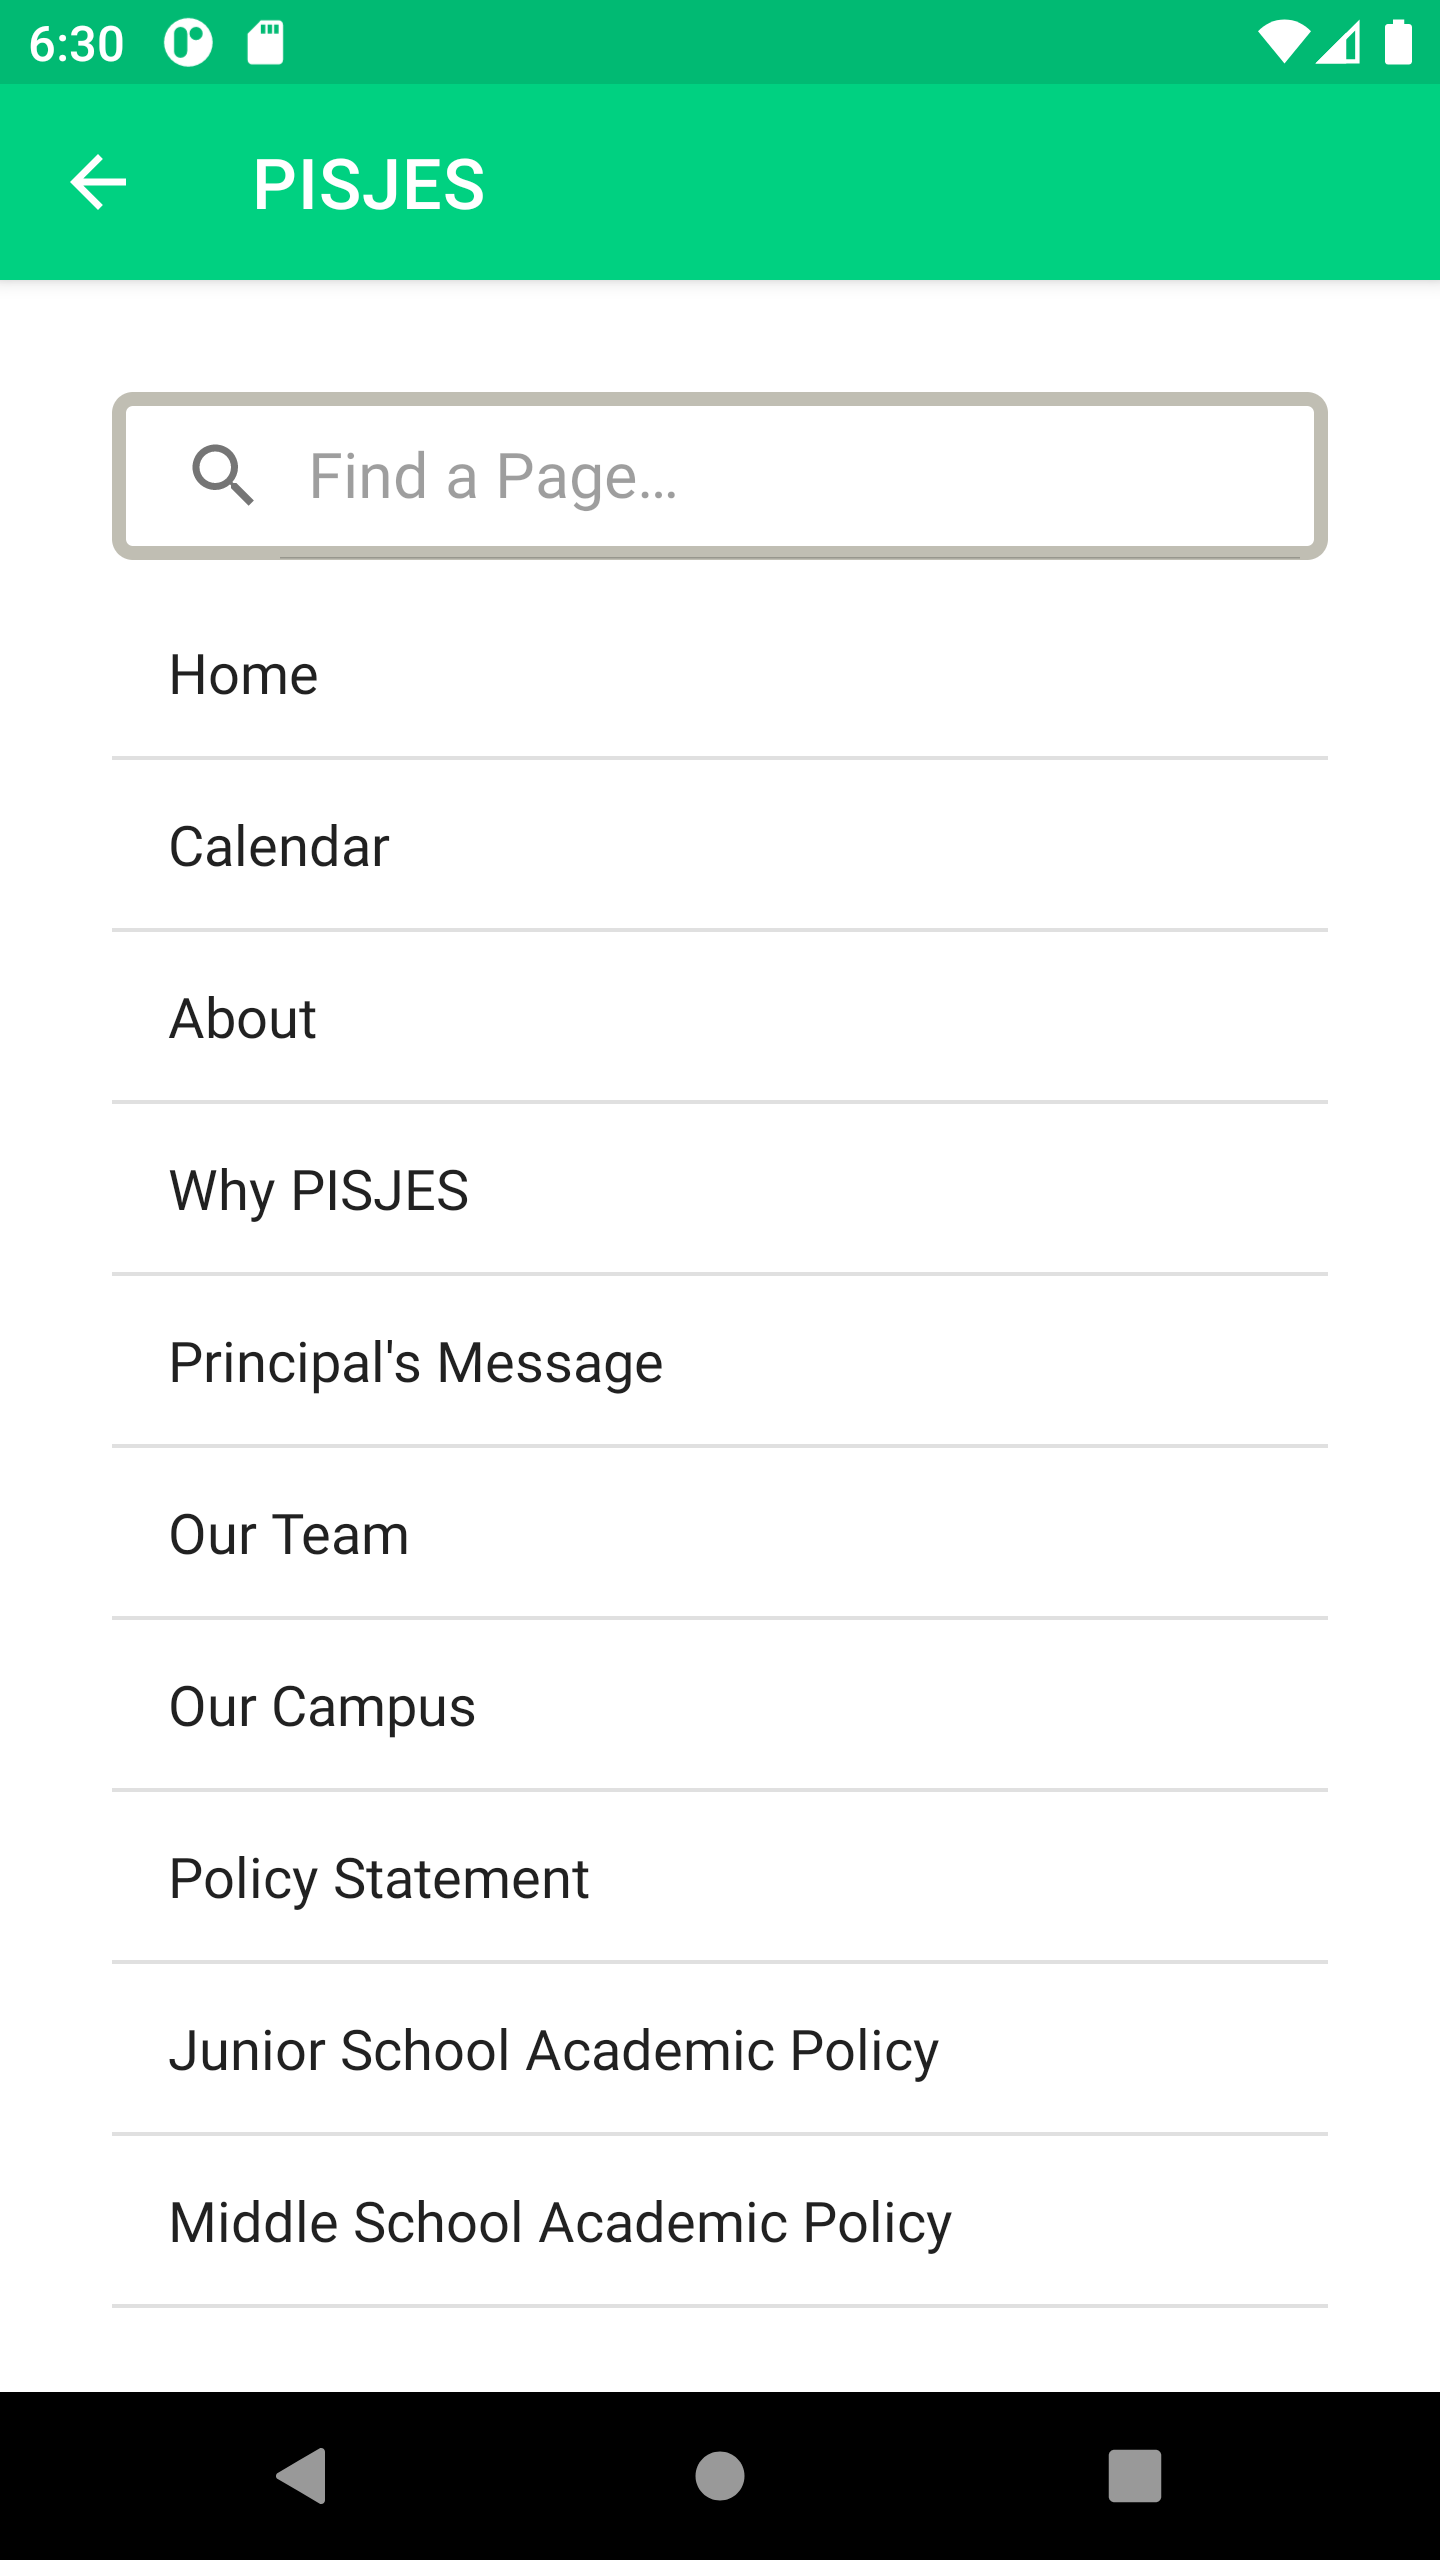 6:30
PISJES
Find a Page...
Home
Calendar
About
Why PISJES
Principal's Message
Our Team
Our Campus
Policy Statement
Junior School Academic Policy
Middle School Academic Policy